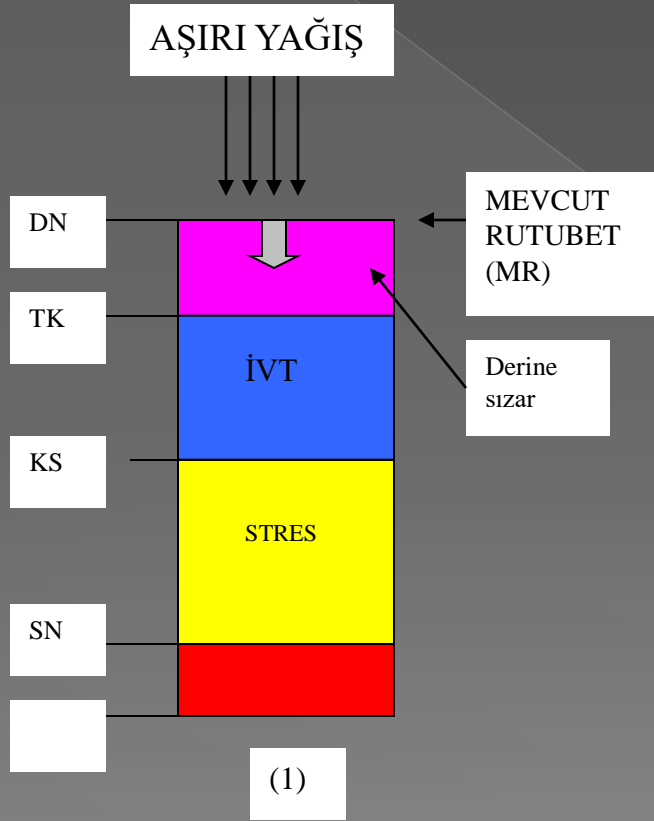 AŞIRI YAĞIŞ
DN
MEVCUT
RUTUBET
(MR)
TK
İVT
Derine
sızar
KS
STRES
SN
(1)